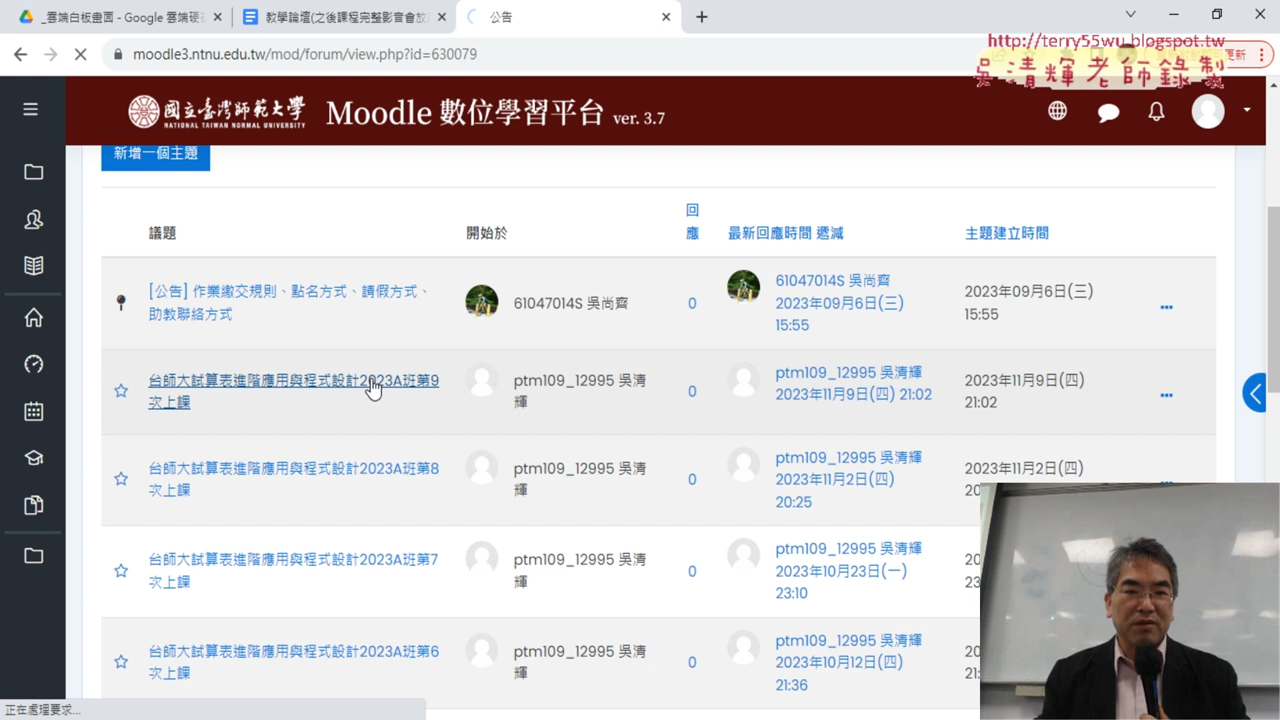 _雲端白板畫面 - Google 雲端硬
教學論壇(之後課程完整影音會放
公告
moodle3.ntnu.edu.tw/mod/forum/view.php?id=630079
更新
http://terry55wu.blogspot.tw
吳清輝老師錄製
國立臺灣師範大學
NATIONAL TAIWAN NORMAL UNIVERSITY
Moodle 數位學習平台 ver. 3.7
新增一個主題
議題
開始於
回
應
最新回應時間 遞減
主題建立時間
[公告] 作業繳交規則、點名方式、請假方式、
助教聯絡方式
61047014S 吳尚齊
0
61047014S 吳尚齊
2023年09月6日(三)
15:55
2023年09月6日(三)
15:55
台師大試算表進階應用與程式設計2023A班第9
次上課
ptm109_12995 吳清
輝
0
ptm109_12995 吳清輝
2023年11月9日(四) 21:02
2023年11月9日(四)
21:02
台師大試算表進階應用與程式設計2023A班第8
次上課
ptm109_12995 吳清
輝
0
ptm109_12995 吳清輝
2023年11月2日(四)
20:25
2023年11月2日(四)
20
台師大試算表進階應用與程式設計2023A班第7
次上課
ptm109_12995 吳清
輝
0
ptm109_12995 吳清輝
2023年10月23日(一)
23:10
20
23
台師大試算表進階應用與程式設計2023A班第6
次上課
ptm109_12995 吳清
輝
0
ptm109_12995 吳清輝
2023年10月12日(四)
21:36
20
21:
正在處理要求...